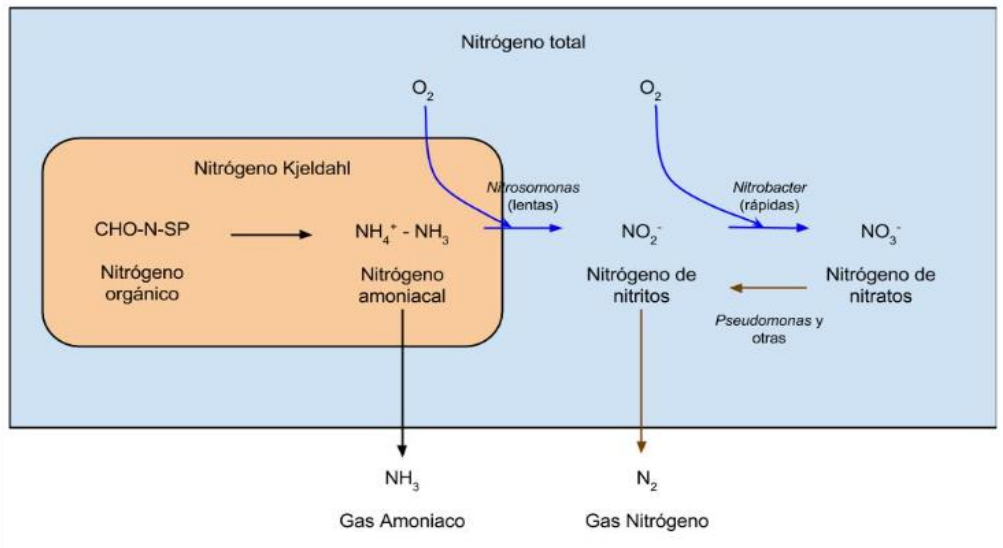 Nitrógeno total
O₂
O₂
Nitrógeno Kjeldahl
Nitrosomonas
(lentas)
Nitrobacter
(rápidas)
CHO-N-SP
NH₄⁺ - NH₃
NO₂⁻
NO₃⁻
Nitrógeno
orgánico
Nitrógeno
amoniacal
Nitrógeno de
nitritos
Nitrógeno de
nitratos
Pseudomonas y
otras
NH₃
N₂
Gas Amoniaco
Gas Nitrógeno